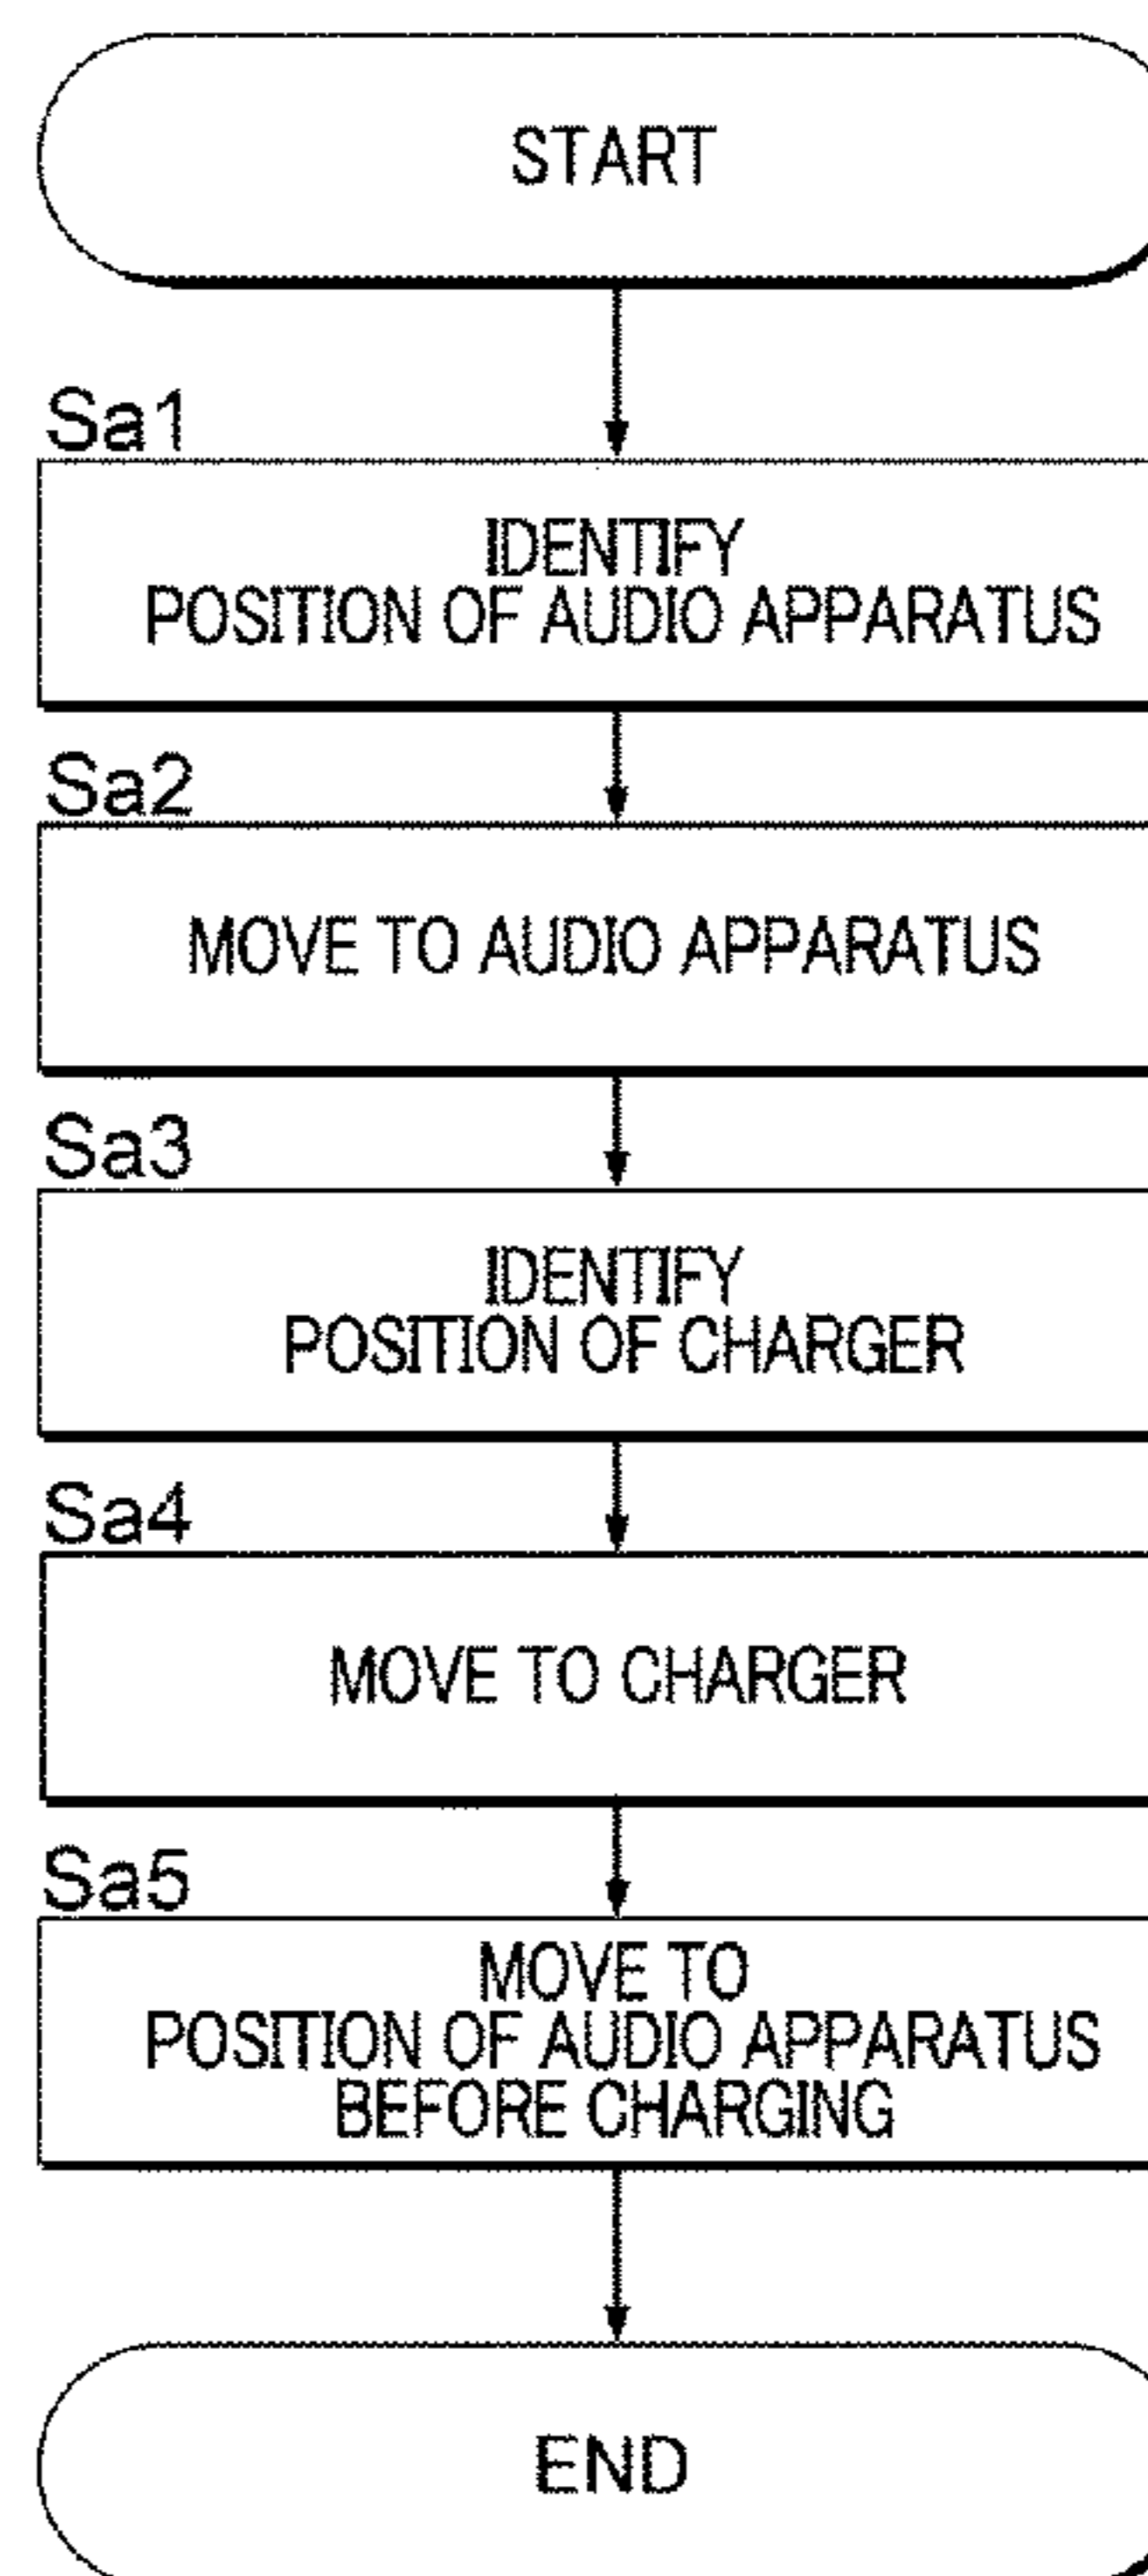 START
Sa1
IDENTIFY
POSITION OF AUDIO APPARATUS
Sa2
MOVE TO AUDIO APPARATUS
Sa3
IDENTIFY
POSITION OF CHARGER
Sa4
MOVE TO CHARGER
Sa5
MOVE TO
POSITION OF AUDIO APPARATUS
BEFORE CHARGING
END